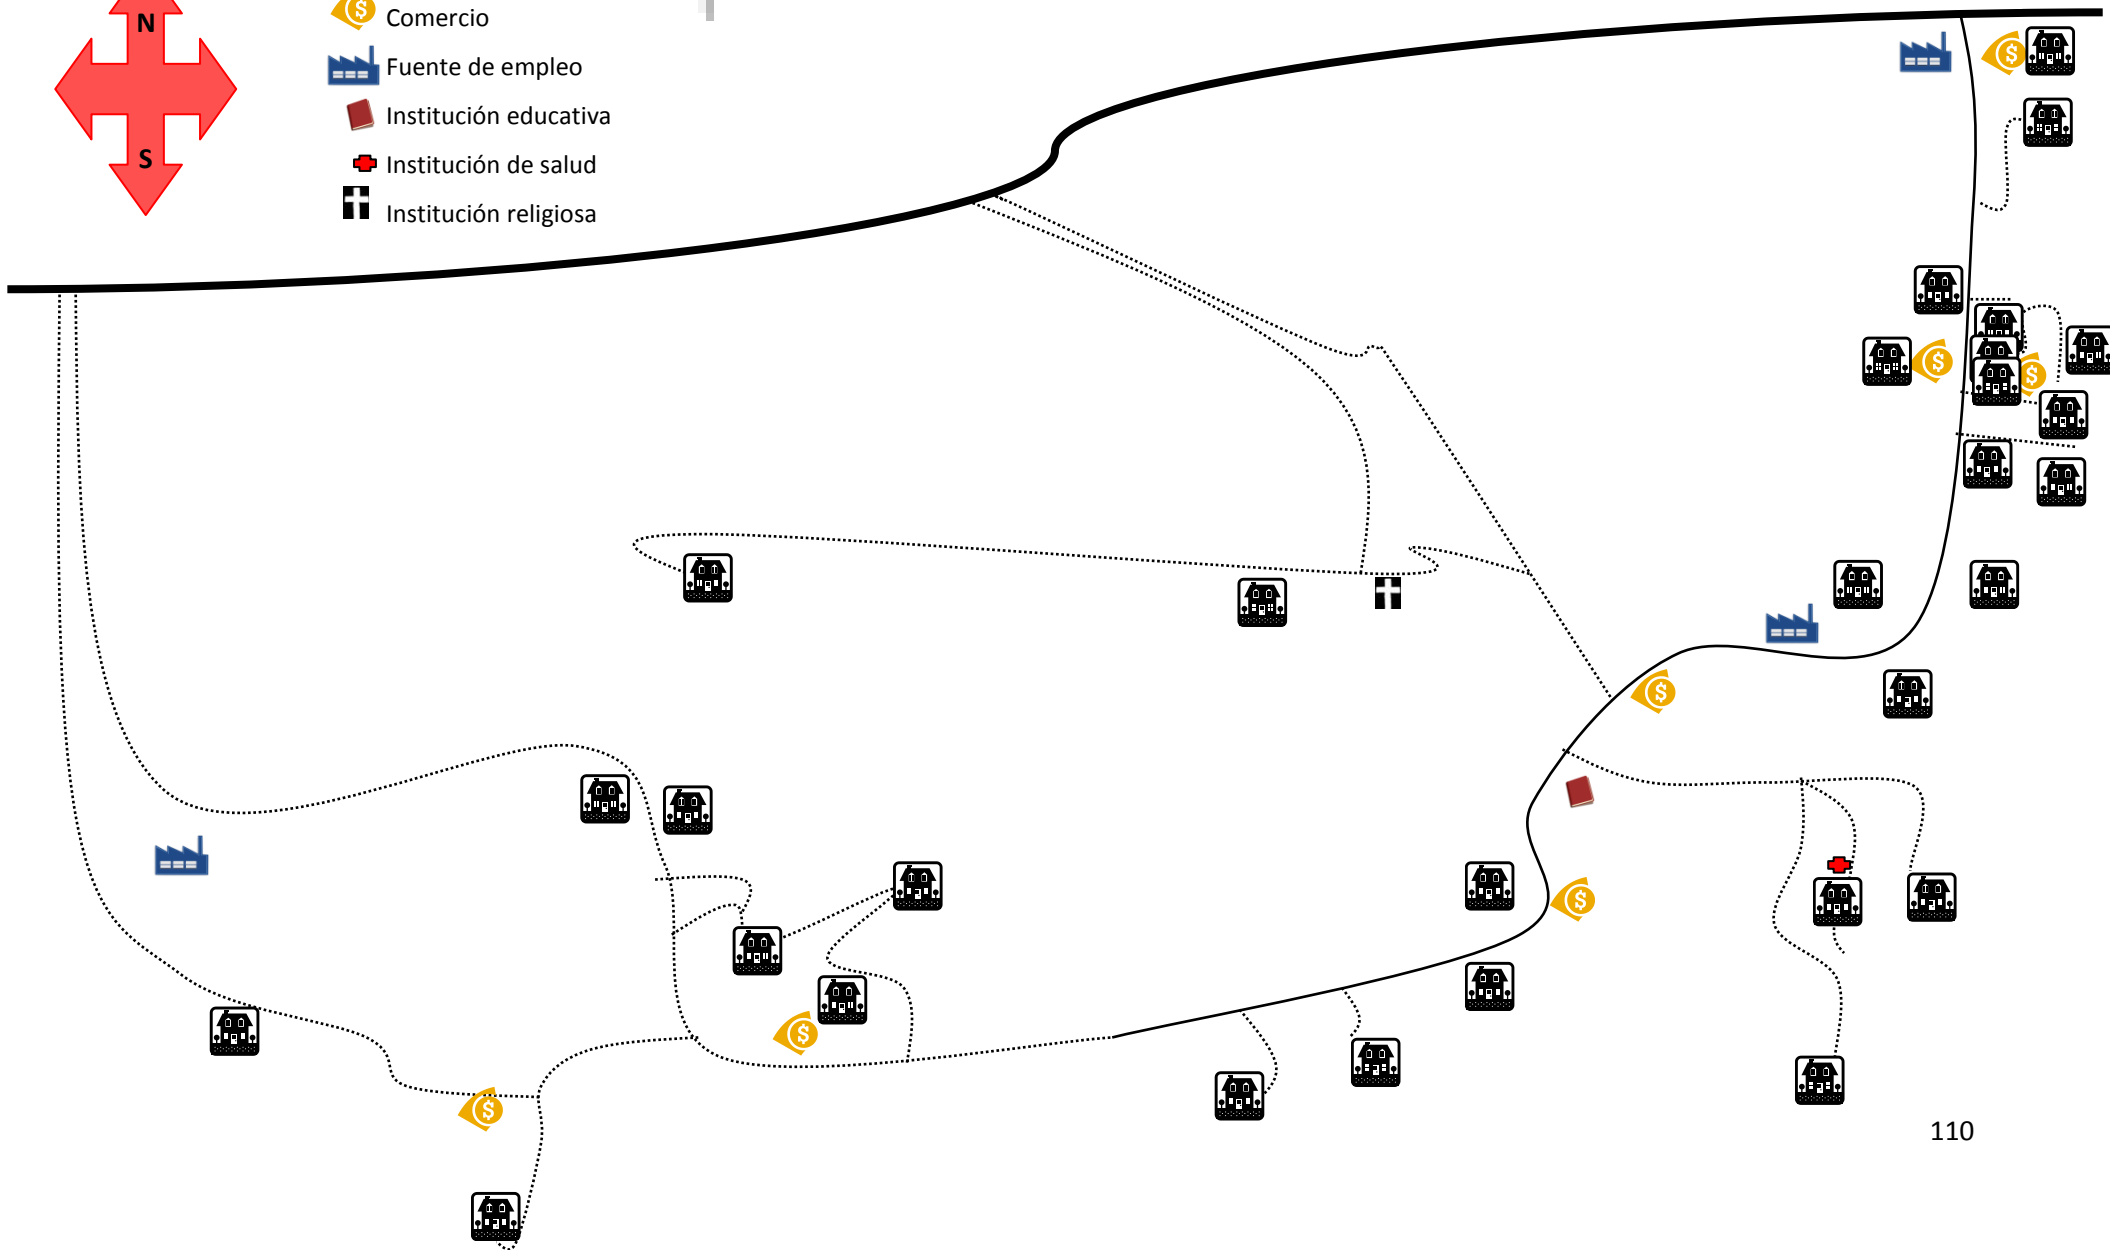 N
S
Comercio
Fuente de empleo
Institución educativa
Institución de salud
Institución religiosa
110